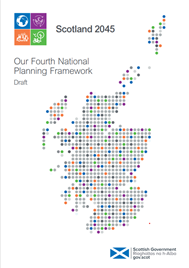 Scotland 2045
Our Fourth National
Planning Framework
Draft
Scottish Government
Riaghaltas na h-Alba
gov.scot